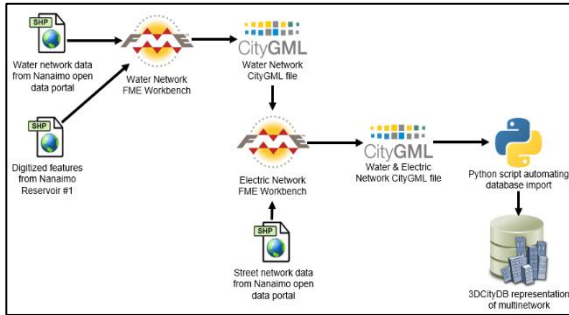 SHP
Water network data
from Nanaimo open
data portal
FME
Water Network
FME Workbench
CityGML
Water Network
CityGML file
SHP
Digitized features
from Nanaimo
Reservoir #1
FME
Electric Network
FME Workbench
CityGML
Water & Electric
Network CityGML file
Python script automating
database import
SHP
Street network data
from Nanaimo open
data portal
3DCityDB representation
of multinetwork